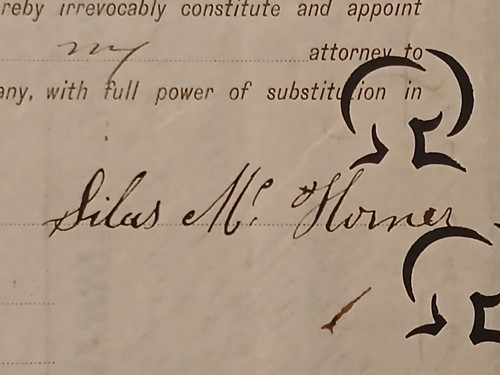 reby irrevocably constitute and appoint
my attorney to
any, with full power of substitution in
Silas Mc Horner